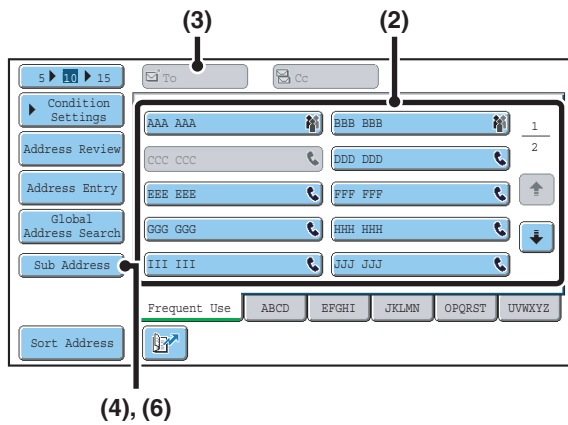 (3)
(2)
5 10 15
To
Cc
Condition
Settings
AAA AAA
BBB BBB
1
2
Address Review
CCC CCC
DDD DDD
Address Entry
EEE EEE
FFF FFF
Global
Address Search
GGG GGG
HHH HHH
Sub Address
III III
JJJ JJJ
Frequent Use
ABCD
EFGHI
JKLMN
OPQRST
UVWXYZ
Sort Address
(4), (6)